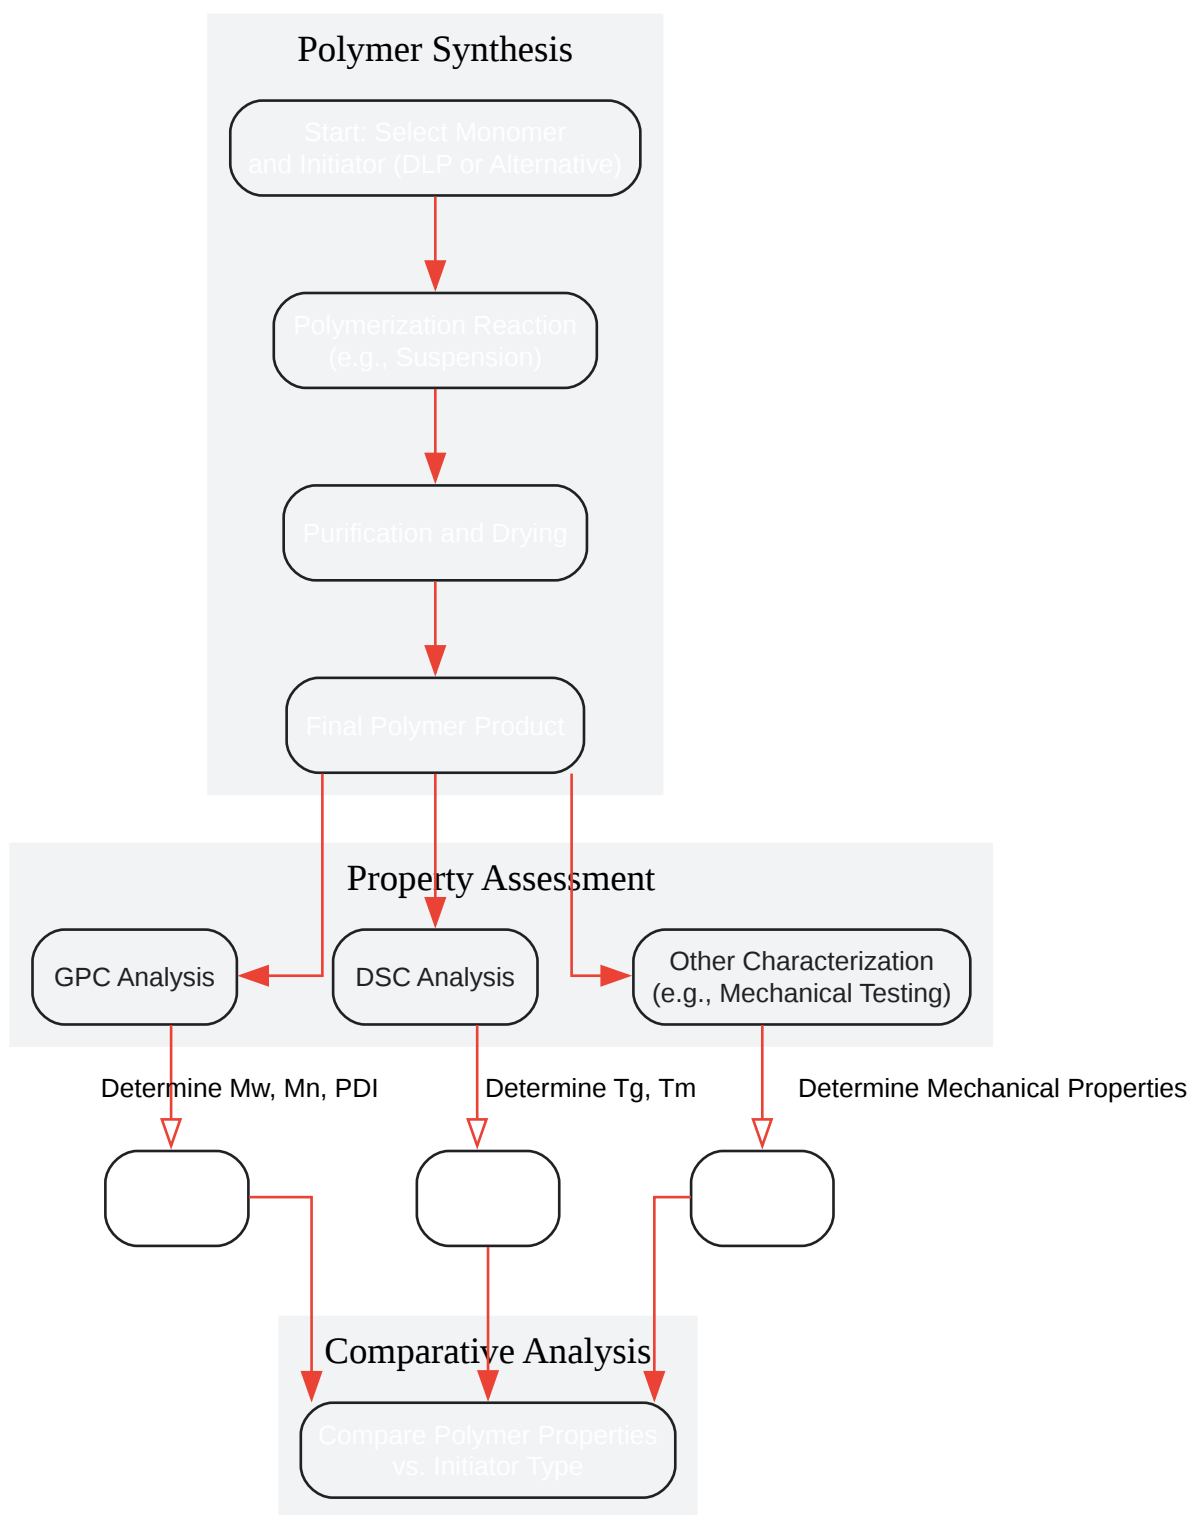 Polymer Synthesis
Start: Select Monomer
and Initiator (DLP or Alternative)
Polymerization Reaction
(e.g., Suspension)
Purification and Drying
Final Polymer Product
Property Assessment
GPC Analysis
DSC Analysis
Other Characterization
(e.g., Mechanical Testing)
Determine Mw, Mn, PDI
Determine Tg, Tm
Determine Mechanical Properties
Comparative Analysis
Compare Polymer Properties
vs. Initiator Type